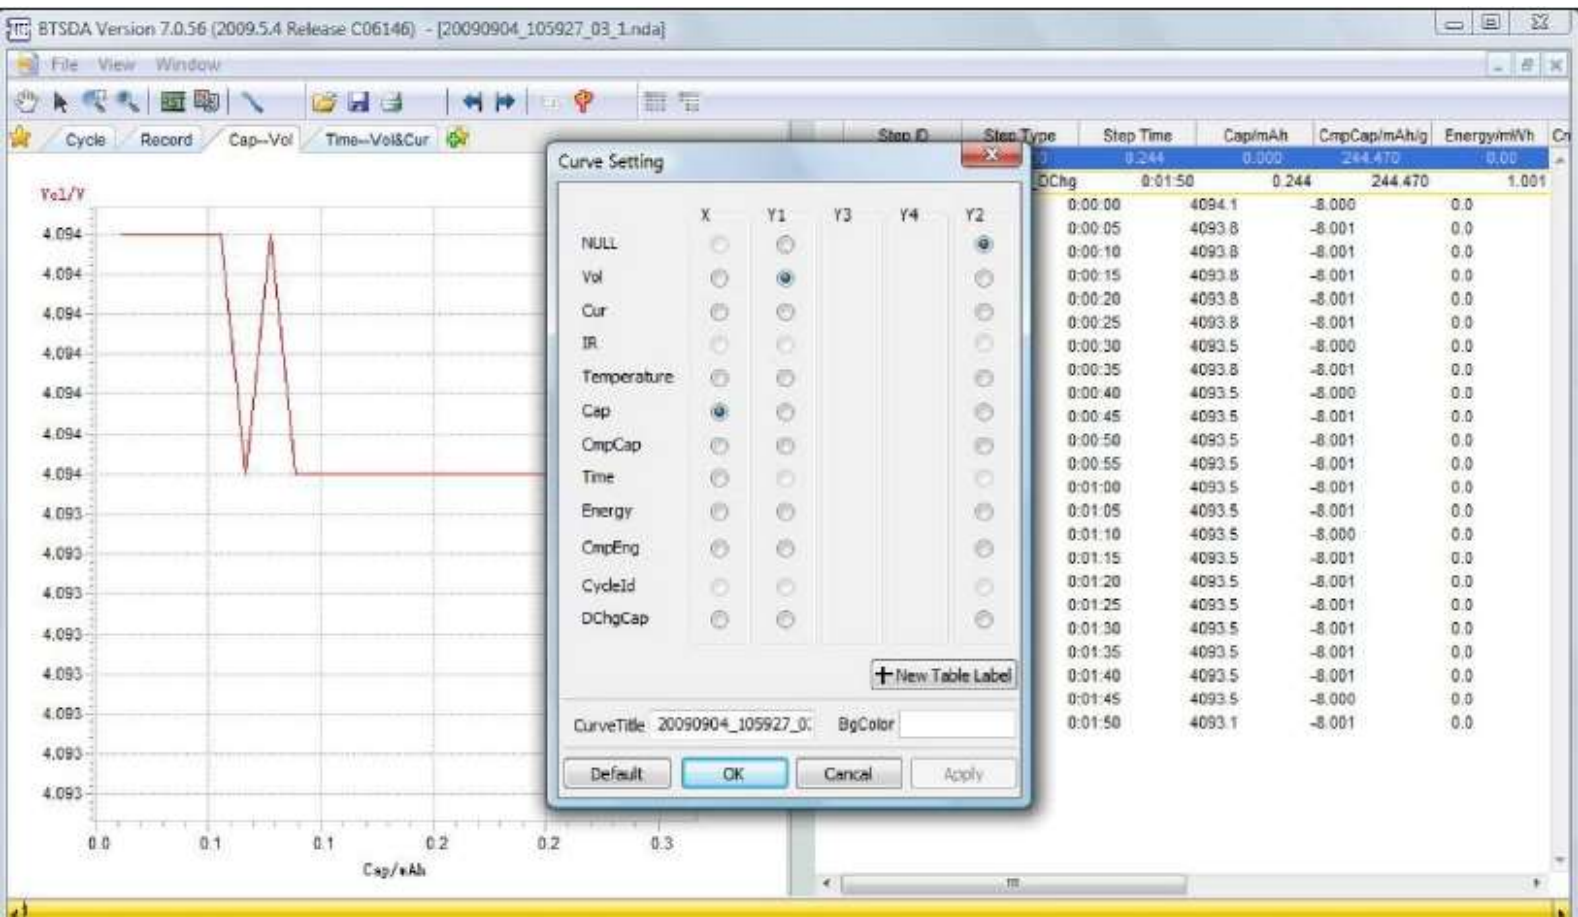 BTSDA Version 7.0.56 (2009.5.4 Release C06146) - [20090904_105927_03_1.nda]
File View Window
Cycle Record Cap--Vol Time--Vol&Cur
Vol/V
4.094
4.094
4.094
4.094
4.094
4.094
4.094
4.093
4.093
4.093
4.093
4.093
4.093
4.093
4.093
0.0 0.1 0.1 0.2 0.2 0.3
Cap/mAh
Curve Setting
X Y1 Y3 Y4 Y2
NULL
Vol
Cur
IR
Temperature
Cap
CmpCap
Time
Energy
CmpEng
CycleId
DChgCap
New Table Label
CurveTitle 20090904_105927_0 BgColor
Default OK Cancal Apply
Step ID Step Type Step Time Cap/mAh CmpCap/mAh/g Energy/mWh
0.244 0.000 244.470 0.00
DChg 0:01:50 0.244 244.470 1.001
0:00:00 4094.1 -8.000 0.0
0:00:05 4093.8 -8.001 0.0
0:00:10 4093.8 -8.001 0.0
0:00:15 4093.8 -8.001 0.0
0:00:20 4093.8 -8.001 0.0
0:00:25 4093.8 -8.001 0.0
0:00:30 4093.5 -8.000 0.0
0:00:35 4093.8 -8.001 0.0
0:00:40 4093.5 -8.000 0.0
0:00:45 4093.5 -8.001 0.0
0:00:50 4093.5 -8.001 0.0
0:00:55 4093.5 -8.001 0.0
0:01:00 4093.5 -8.001 0.0
0:01:05 4093.5 -8.001 0.0
0:01:10 4093.5 -8.000 0.0
0:01:15 4093.5 -8.001 0.0
0:01:20 4093.5 -8.001 0.0
0:01:25 4093.5 -8.001 0.0
0:01:30 4093.5 -8.001 0.0
0:01:35 4093.5 -8.001 0.0
0:01:40 4093.5 -8.001 0.0
0:01:45 4093.5 -8.000 0.0
0:01:50 4093.1 -8.001 0.0